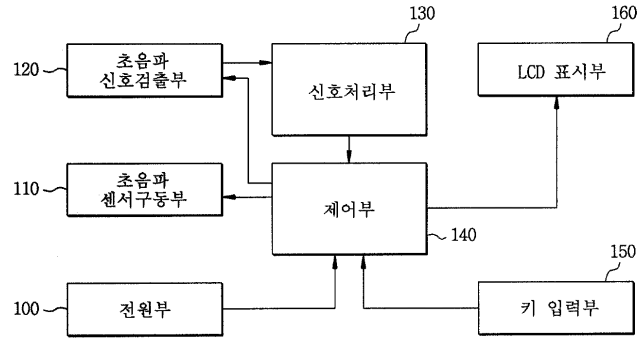 130
160
120
초음파
신호검출부
신호처리부
LCD 표시부
110
초음파
센서구동부
제어부
140
150
100
전원부
키 입력부